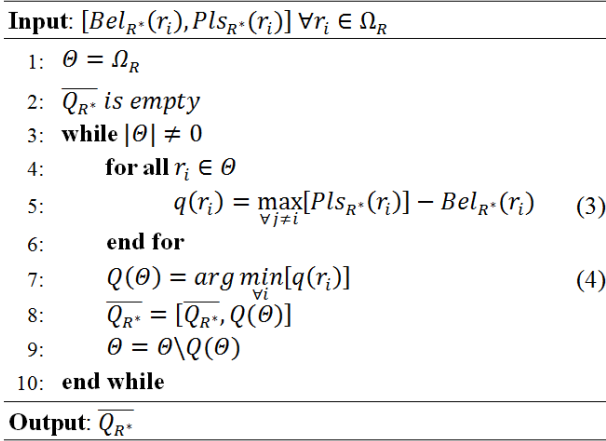 Input: [Bel_{R*}(r_i), Pls_{R*}(r_i)] ∀r_i ∈ Ω_R
1: Θ = Ω_R
2: \overline{Q_{R*}} is empty
3: while |Θ| ≠ 0
4: for all r_i ∈ Θ
5: q(r_i) = max_{∀j≠i}[Pls_{R*}(r_i)] − Bel_{R*}(r_i) (3)
6: end for
7: Q(Θ) = arg min_{∀i}[q(r_i)] (4)
8: \overline{Q_{R*}} = [\overline{Q_{R*}}, Q(Θ)]
9: Θ = Θ\Q(Θ)
10: end while
Output: \overline{Q_{R*}}